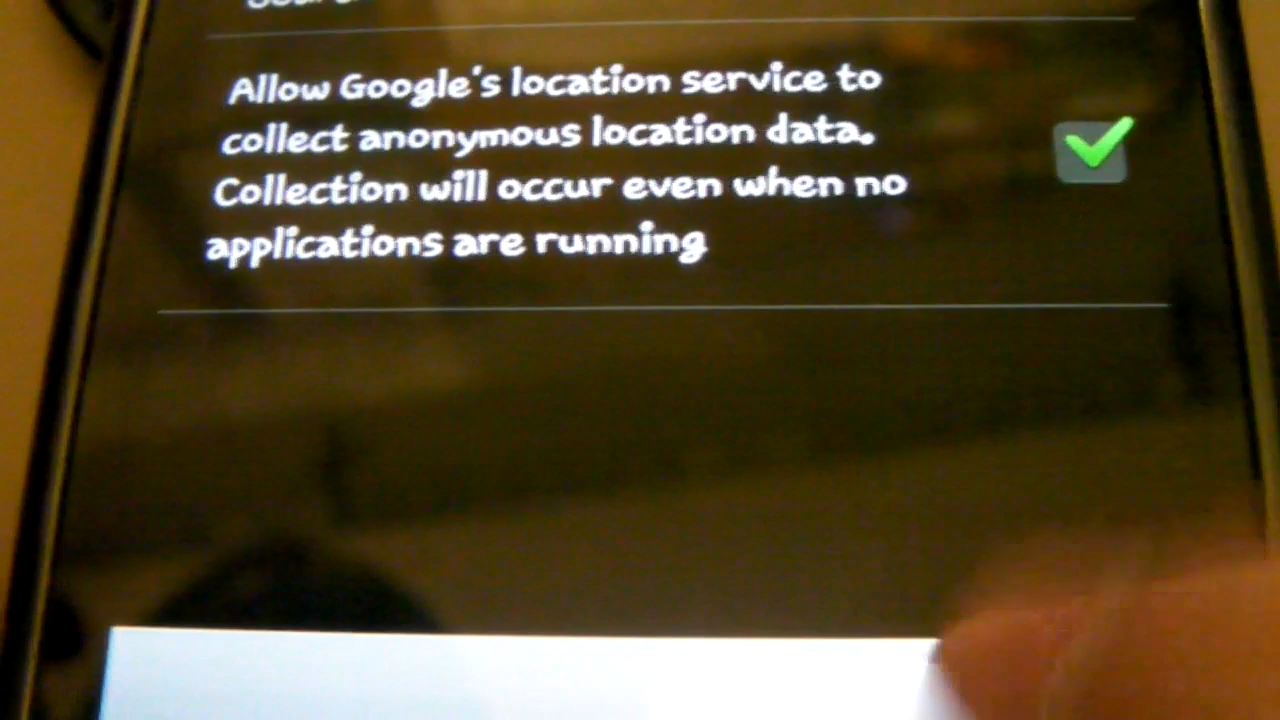 Allow Google's location service to
collect anonymous location data.
Collection will occur even when no
applications are running